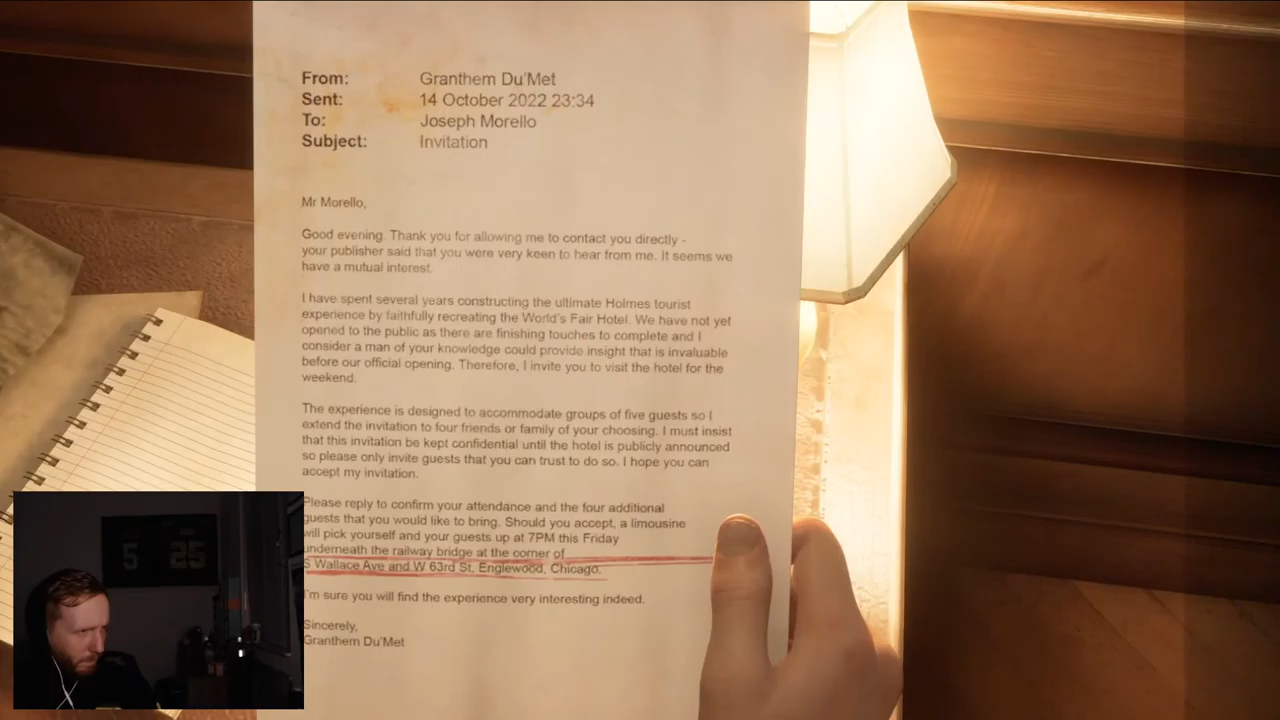 From: Granthem Du'Met
Sent: 14 October 2022 23:34
To: Joseph Morello
Subject: Invitation
Mr Morello,
Good evening. Thank you for allowing me to contact you directly -
your publisher said that you were very keen to hear from me. It seems we
have a mutual interest.
I have spent several years constructing the ultimate Holmes tourist
experience by faithfully recreating the World's Fair Hotel. We have not yet
opened to the public as there are finishing touches to complete and I
consider a man of your knowledge could provide insight that is invaluable
before our official opening. Therefore, I invite you to visit the hotel for the
weekend.
The experience is designed to accommodate groups of five guests so I
extend the invitation to four friends or family of your choosing. I must insist
that this invitation be kept confidential until the hotel is publicly announced
so please only invite guests that you can trust to do so. I hope you can
accept my invitation.
Please reply to confirm your attendance and the four additional
guests that you would like to bring. Should you accept, a limousine
will pick yourself and your guests up at 7PM this Friday
underneath the railway bridge at the corner of
S Wallace Ave and W 63rd St, Englewood, Chicago.
I'm sure you will find the experience very interesting indeed.
Sincerely,
Granthem Du'Met
5 25